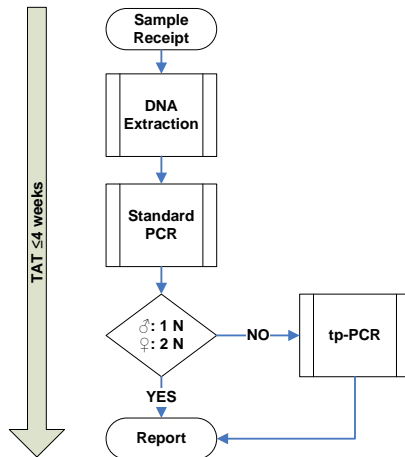 Sample
Receipt
DNA
Extraction
Standard
PCR
♂: 1 N
♀: 2 N
NO
tp-PCR
YES
Report
TAT ≤4 weeks